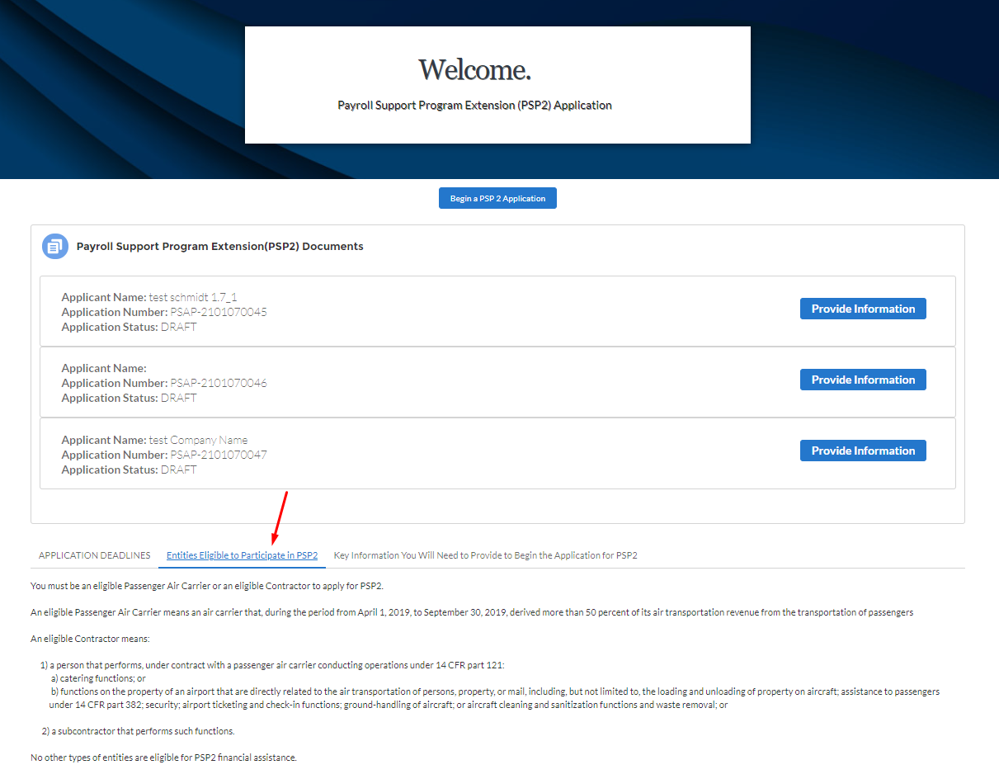 Welcome.
Payroll Support Program Extension (PSP2) Application
Begin a PSP 2 Application
Payroll Support Program Extension(PSP2) Documents
Applicant Name: test schmidt 1.7_1
Application Number: PSAP-2101070045
Application Status: DRAFT
Provide Information
Applicant Name:
Application Number: PSAP-2101070046
Application Status: DRAFT
Provide Information
Applicant Name: test Company Name
Application Number: PSAP-2101070047
Application Status: DRAFT
Provide Information
APPLICATION DEADLINES Entities Eligible to Participate in PSP2 Key Information You Will Need to Provide to Begin the Application for PSP2
You must be an eligible Passenger Air Carrier or an eligible Contractor to apply for PSP2.
An eligible Passenger Air Carrier means an air carrier that, during the period from April 1, 2019, to September 30, 2019, derived more than 50 percent of its air transportation revenue from the transportation of passengers
An eligible Contractor means:
1) a person that performs, under contract with a passenger air carrier conducting operations under 14 CFR part 121:
a) catering functions; or
b) functions on the property of an airport that are directly related to the air transportation of persons, property, or mail, including, but not limited to, the loading and unloading of property on aircraft; assistance to passengers
under 14 CFR part 382; security; airport ticketing and check-in functions; ground-handling of aircraft; or aircraft cleaning and sanitization functions and waste removal; or
2) a subcontractor that performs such functions.
No other types of entities are eligible for PSP2 financial assistance.